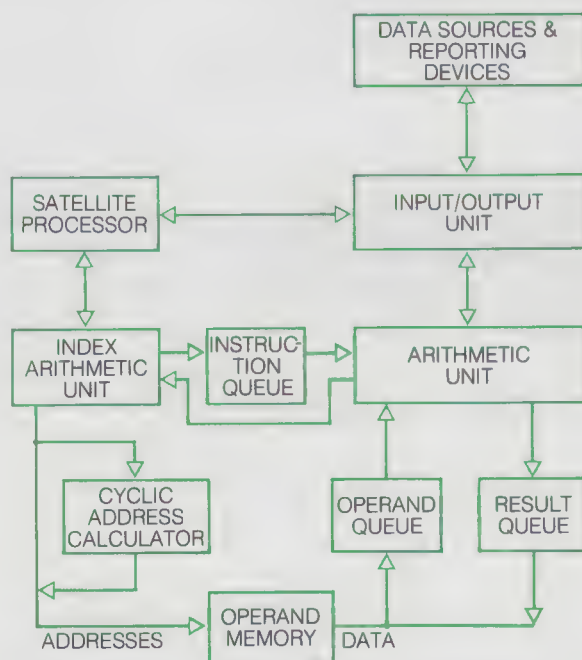 DATA SOURCES &
REPORTING
DEVICES
SATELLITE
PROCESSOR
INPUT/OUTPUT
UNIT
INDEX
ARITHMETIC
UNIT
INSTRUC-
TION
QUEUE
ARITHMETIC
UNIT
CYCLIC
ADDRESS
CALCULATOR
OPERAND
QUEUE
RESULT
QUEUE
ADDRESSES
OPERAND
MEMORY
DATA